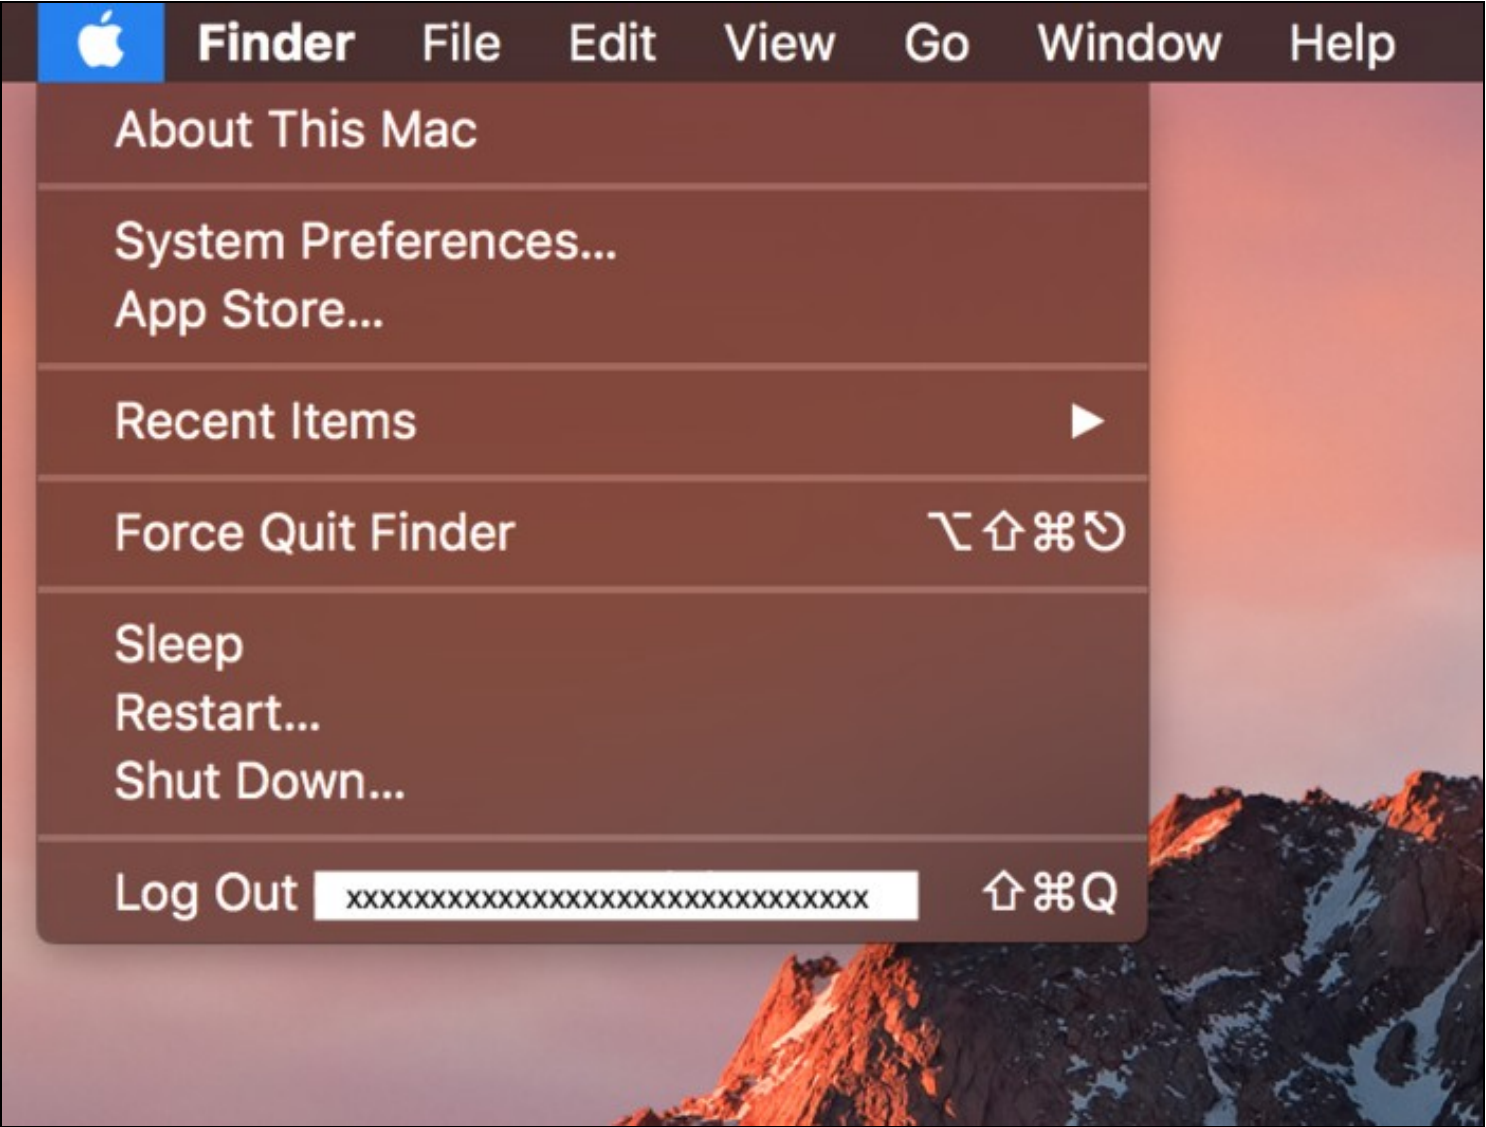 Finder File Edit View Go Window Help
About This Mac
System Preferences...
App Store...
Recent Items ▶
Force Quit Finder ⌥⇧⌘⎋
Sleep
Restart...
Shut Down...
Log Out xxxxxxxxxxxxxxxxxxxxxxxxxxxxxxx ⇧⌘Q